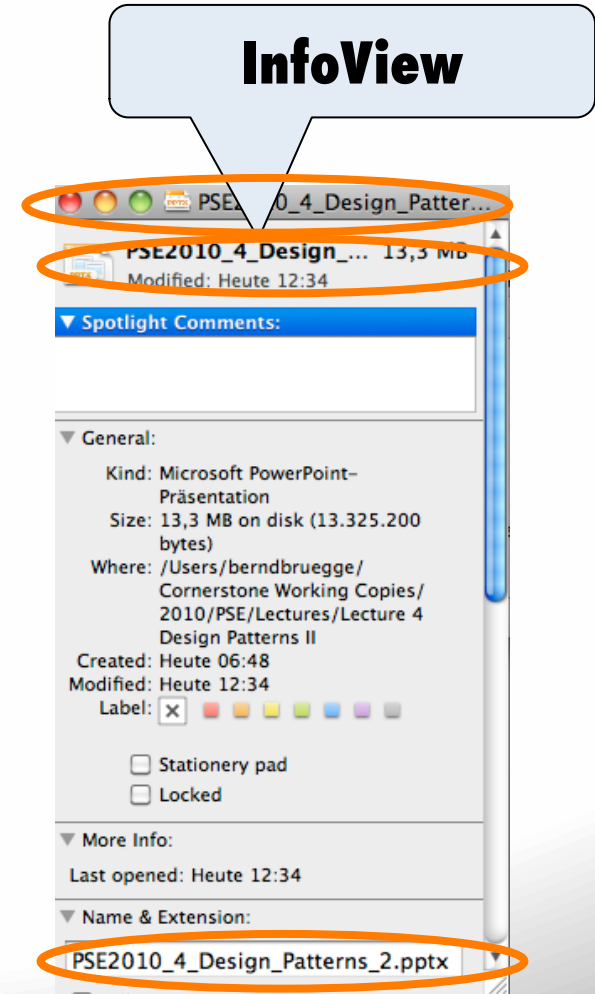 InfoView
PSE2 0_4_Design_Patter...
PSE2010_4_Design_... 13,3 MB
Modified: Heute 12:34
▼ Spotlight Comments:
▼ General:
Kind: Microsoft PowerPoint-
Präsentation
Size: 13,3 MB on disk (13.325.200
bytes)
Where: /Users/berndbruegge/
Cornerstone Working Copies/
2010/PSE/Lectures/Lecture 4
Design Patterns II
Created: Heute 06:48
Modified: Heute 12:34
Label:
Stationery pad
Locked
▼ More Info:
Last opened: Heute 12:34
▼ Name & Extension:
PSE2010_4_Design_Patterns_2.pptx